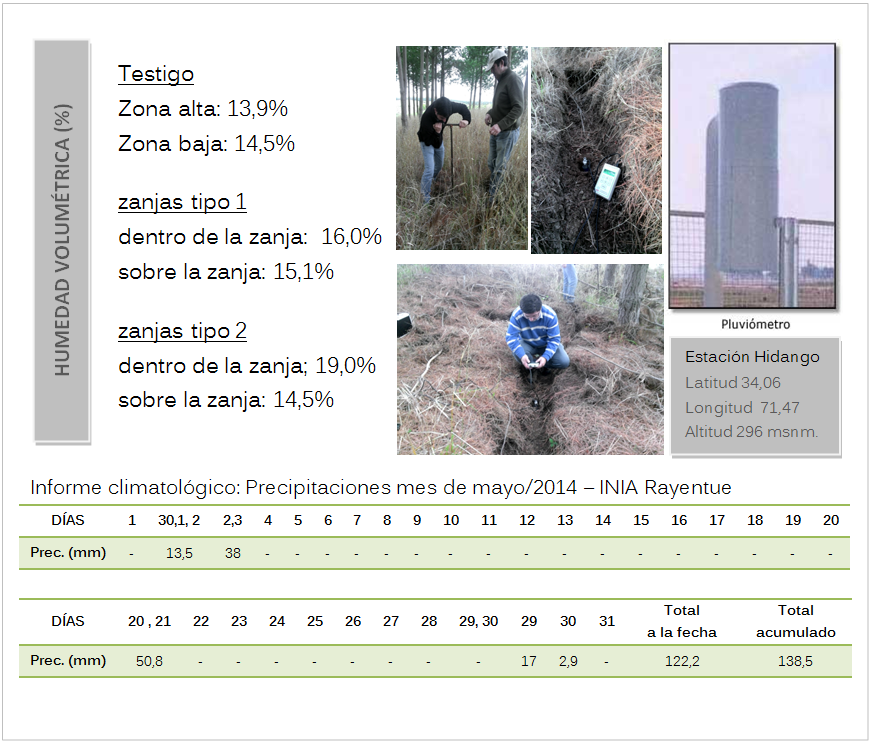 HUMEDAD VOLUMÉTRICA (%)
Testigo
Zona alta: 13,9%
Zona baja: 14,5%
zanjas tipo 1
dentro de la zanja: 16,0%
sobre la zanja: 15,1%
zanjas tipo 2
dentro de la zanja; 19,0%
sobre la zanja: 14,5%
Pluviómetro
Estación Hidango
Latitud 34,06
Longitud 71,47
Altitud 296 msnm.
Informe climatológico: Precipitaciones mes de mayo/2014 – INIA Rayentue
DÍAS 1 30,1, 2 2,3 4 5 6 7 8 9 10 11 12 13 14 15 16 17 18 19 20
Prec. (mm) - 13,5 38 - - - - - - - - - - - - - - - - -
DÍAS 20 , 21 22 23 24 25 26 27 28 29, 30 29 30 31 Total a la fecha Total acumulado
Prec. (mm) 50,8 - - - - - - - - 17 2,9 - 122,2 138,5